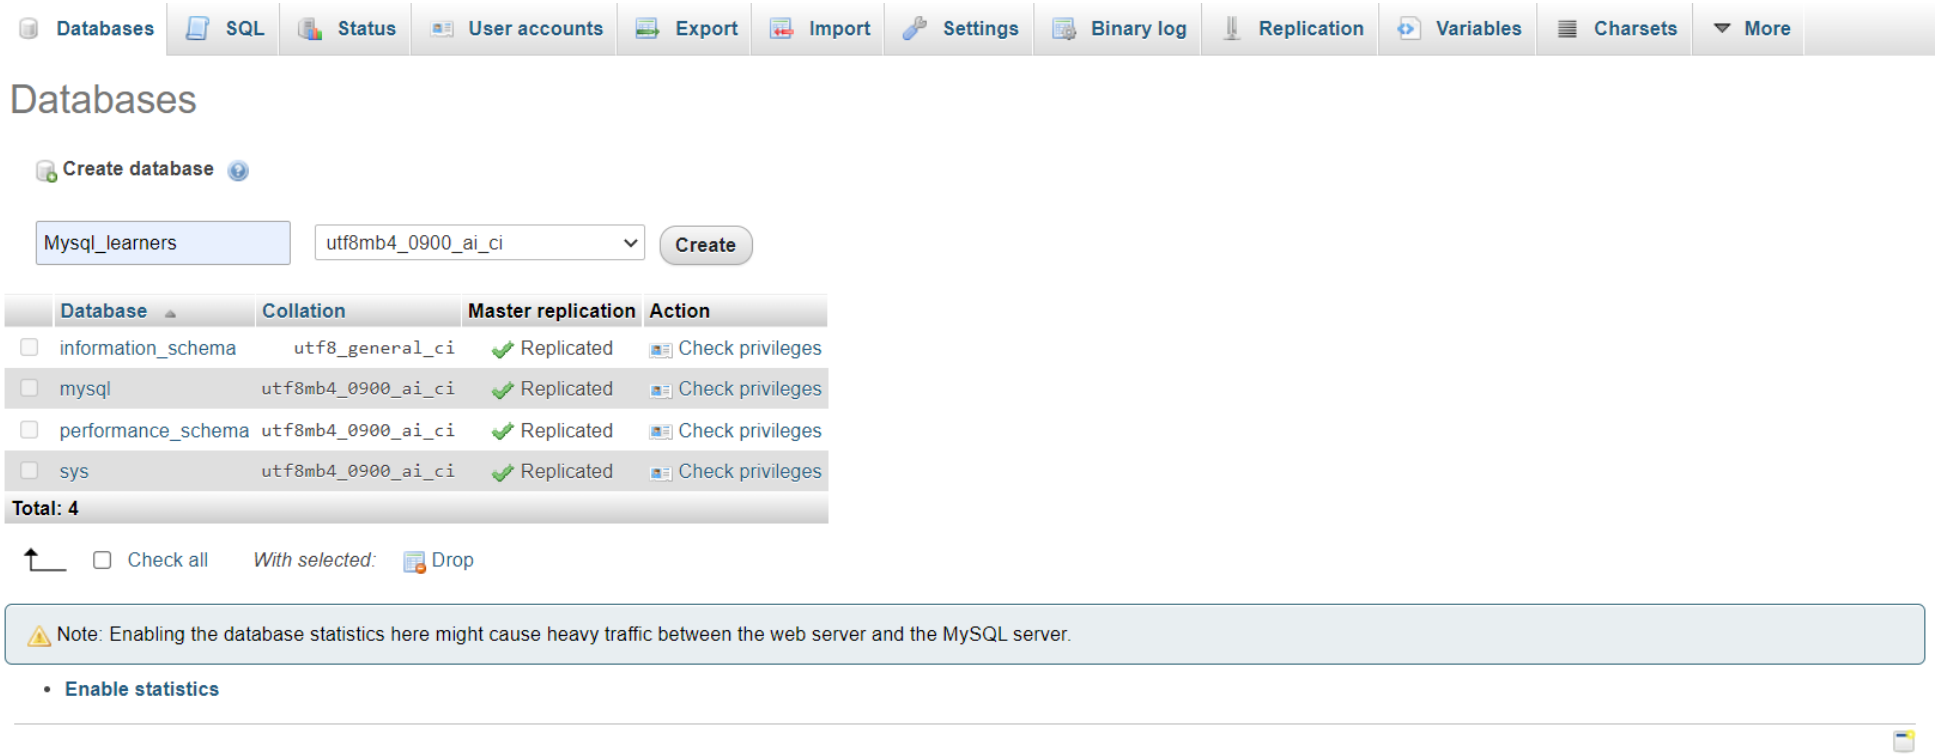 Databases SQL Status User accounts Export Import Settings Binary log Replication Variables Charsets More
Databases
Create database
Mysql_learners utf8mb4_0900_ai_ci Create
Database Collation Master replication Action
information_schema utf8_general_ci Replicated Check privileges
mysql utf8mb4_0900_ai_ci Replicated Check privileges
performance_schema utf8mb4_0900_ai_ci Replicated Check privileges
sys utf8mb4_0900_ai_ci Replicated Check privileges
Total: 4
Check all With selected: Drop
Note: Enabling the database statistics here might cause heavy traffic between the web server and the MySQL server.
• Enable statistics